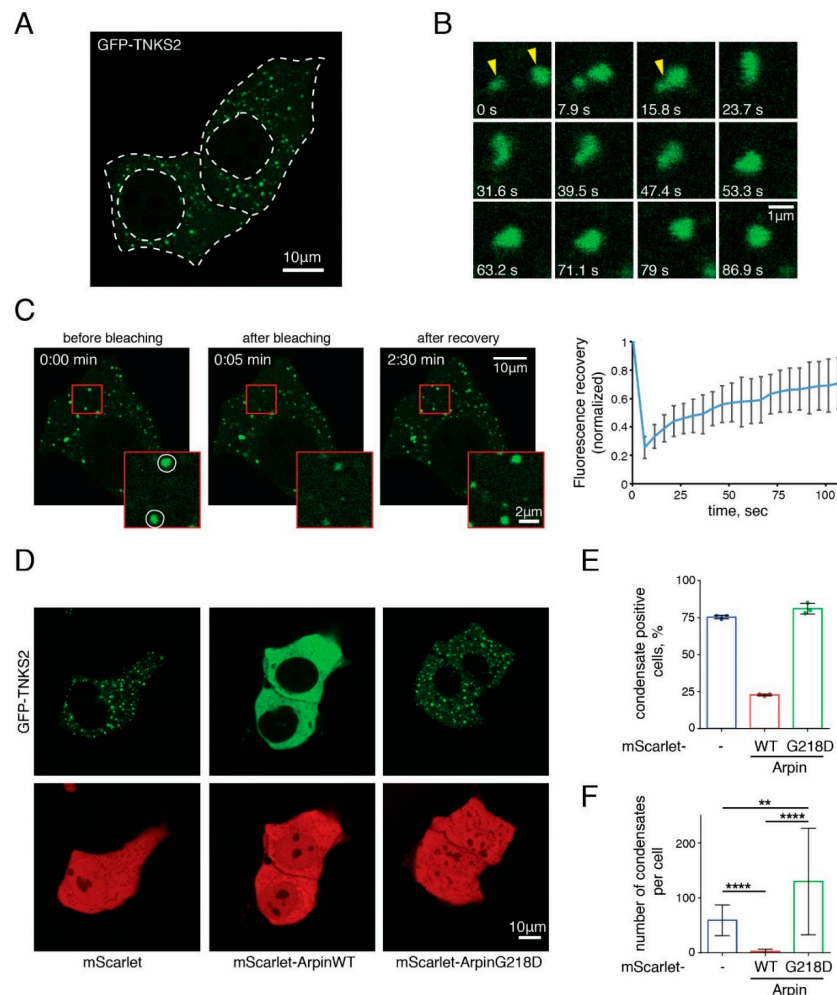 A
GFP-TNKS2
10μm
B
0 s
7.9 s
15.8 s
23.7 s
31.6 s
39.5 s
47.4 s
53.3 s
1μm
63.2 s
71.1 s
79 s
86.9 s
C
before bleaching
after bleaching
after recovery
0:00 min
0:05 min
2:30 min
10μm
2μm
Fluorescence recovery
(normalized)
1
0.8
0.6
0.4
0.2
0
0
25
50
75
100
time, sec
D
GFP-TNKS2
10μm
mScarlet
mScarlet-ArpinWT
mScarlet-ArpinG218D
E
condensate positive
cells, %
100
75
50
25
0
mScarlet-
-
WT
G218D
Arpin
F
number of condensates
per cell
200
100
0
**
****
****
mScarlet-
-
WT
G218D
Arpin